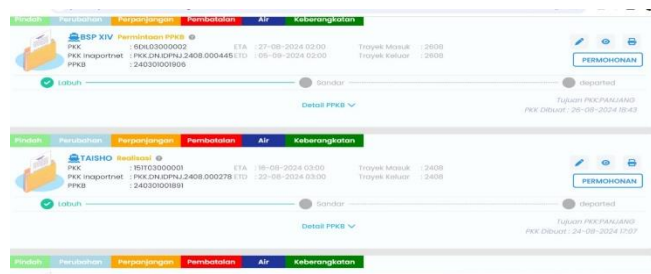 Pindah Perubahan Perpanjangan Pembatalan Air Keberangkatan
BSP XIV Permintaan PPKB
PKK : 6DIL03000002 ETA : 27-08-2024 02:00 Trayek Masuk : 2608
PKK Inaportnet : PKK.DN.IDPNJ.2408.000445 ETD : 05-09-2024 02:00 Trayek Keluar : 2608
PPKB : 240301001906
PERMOHONAN
Labuh Sandar departed
Detail PPKB
Tujuan PKK:PANJANG
PKK Dibuat : 26-08-2024 18:43
Pindah Perubahan Perpanjangan Pembatalan Air Keberangkatan
TAISHO Realisasi
PKK : 151T03000001 ETA : 16-08-2024 03:00 Trayek Masuk : 2408
PKK Inaportnet : PKK.DN.IDPNJ.2408.000278 ETD : 22-08-2024 03:00 Trayek Keluar : 2408
PPKB : 240301001891
PERMOHONAN
Labuh Sandar departed
Detail PPKB
Tujuan PKK:PANJANG
PKK Dibuat : 24-08-2024 17:07
Pindah Perubahan Perpanjangan Pembatalan Air Keberangkatan